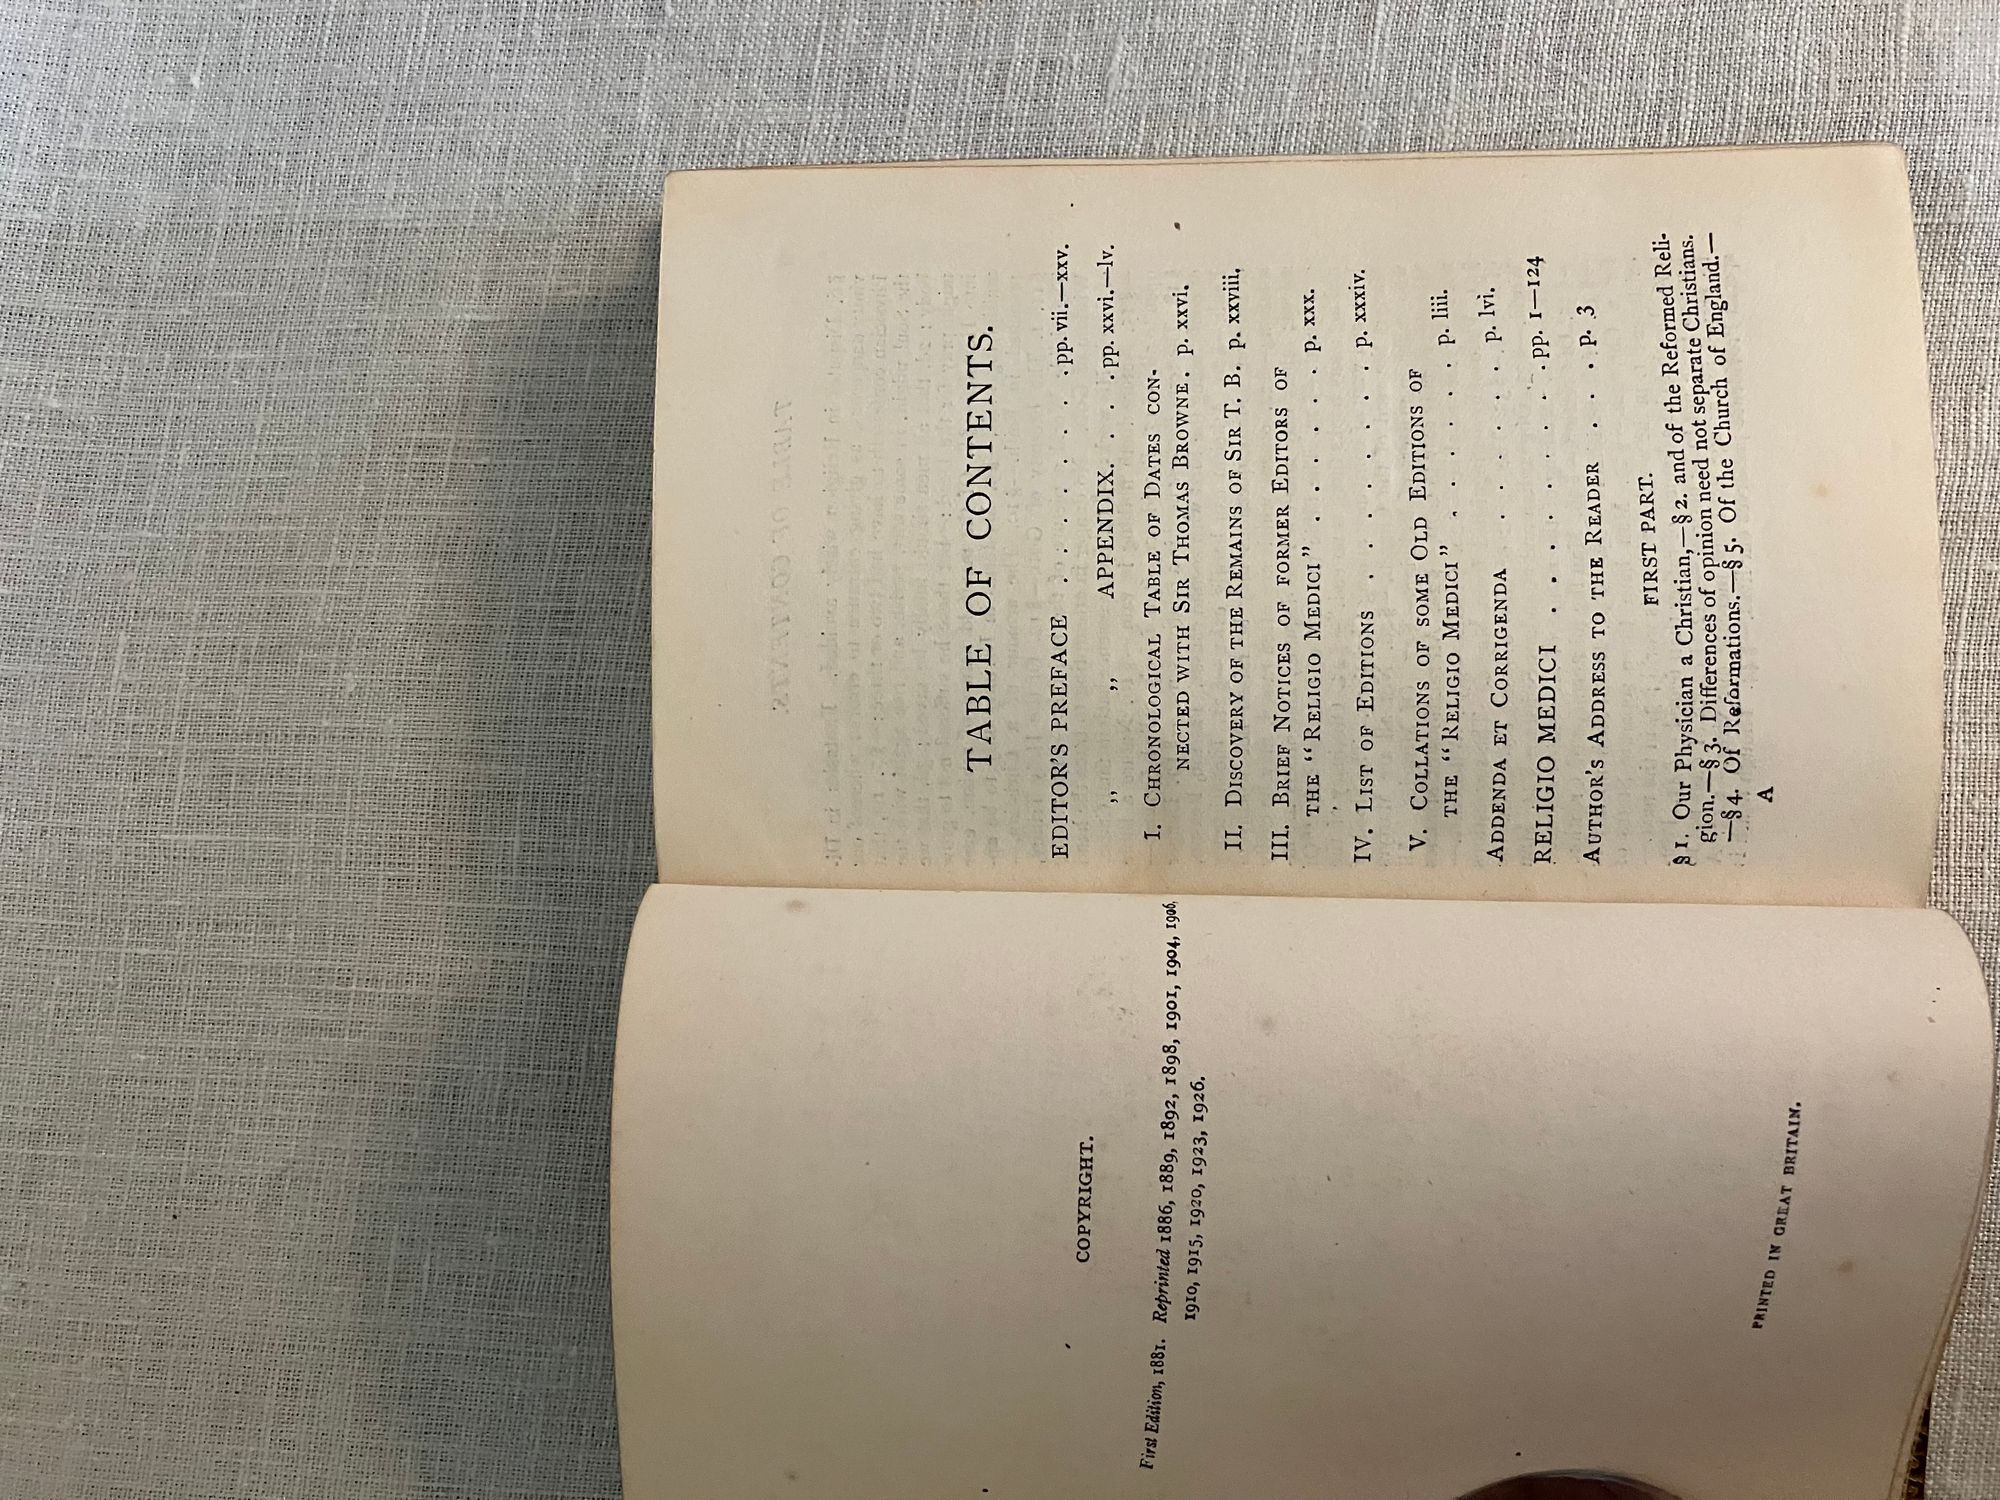 COPYRIGHT.
First Edition, 1881. Reprinted 1886, 1889, 1892, 1898, 1901, 1904, 1906,
1910, 1915, 1920, 1923, 1926.
PRINTED IN GREAT BRITAIN.
TABLE OF CONTENTS.
EDITOR'S PREFACE . . . . . . . pp. vii.—xxv.
,, ,, APPENDIX. . . . pp. xxvi.—lv.
I. CHRONOLOGICAL TABLE OF DATES CON-
NECTED WITH SIR THOMAS BROWNE . p. xxvi.
II. DISCOVERY OF THE REMAINS OF SIR T. B. p. xxviii.
III. BRIEF NOTICES OF FORMER EDITORS OF
THE “RELIGIO MEDICI” . . . . . . p. xxx.
IV. LIST OF EDITIONS . . . . . . . p. xxxiv.
V. COLLATIONS OF SOME OLD EDITIONS OF
THE “RELIGIO MEDICI” . . . . . . p. liii.
ADDENDA ET CORRIGENDA . . . . . . p. lvi.
RELIGIO MEDICI . . . . . . . . pp. 1—124
AUTHOR'S ADDRESS TO THE READER . . . p. 3
FIRST PART.
§ 1. Our Physician a Christian,—§ 2. and of the Reformed Reli-
gion.—§ 3. Differences of opinion need not separate Christians.
—§ 4. Of Reformations.—§ 5. Of the Church of England.—
A